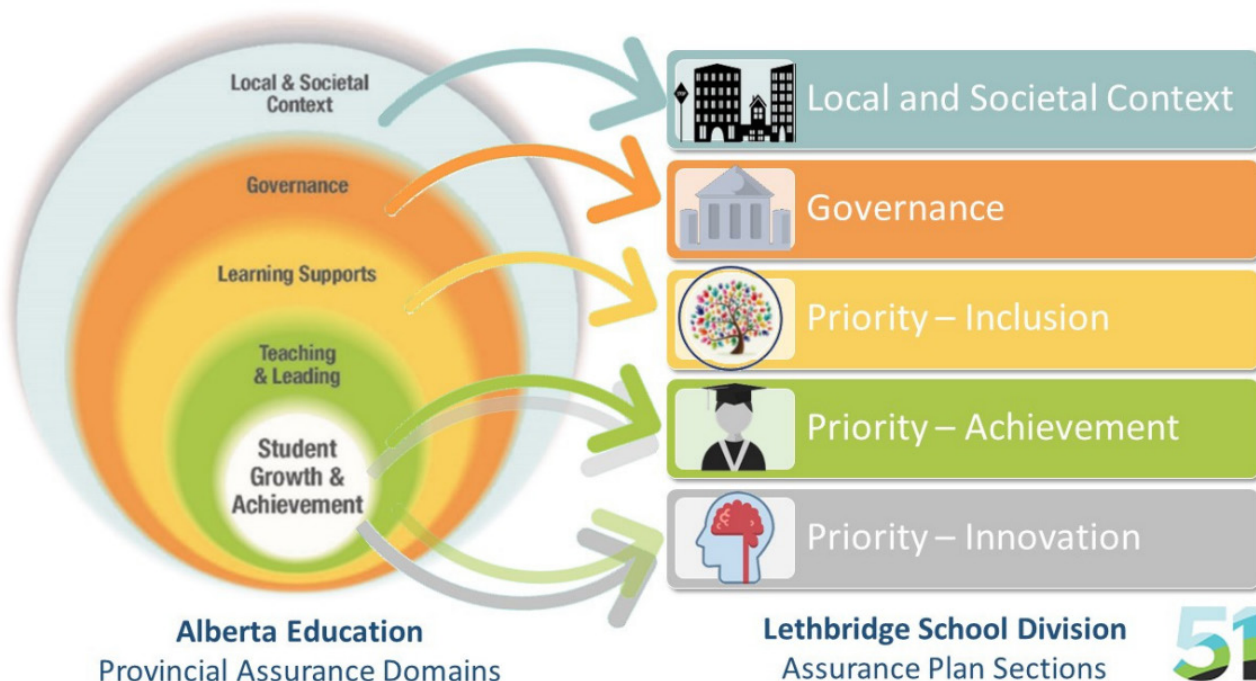 Local & Societal
Context
Governance
Learning Supports
Teaching
& Leading
Student
Growth &
Achievement
Alberta Education
Provincial Assurance Domains
Local and Societal Context
Governance
Priority – Inclusion
Priority – Achievement
Priority – Innovation
Lethbridge School Division
Assurance Plan Sections
51